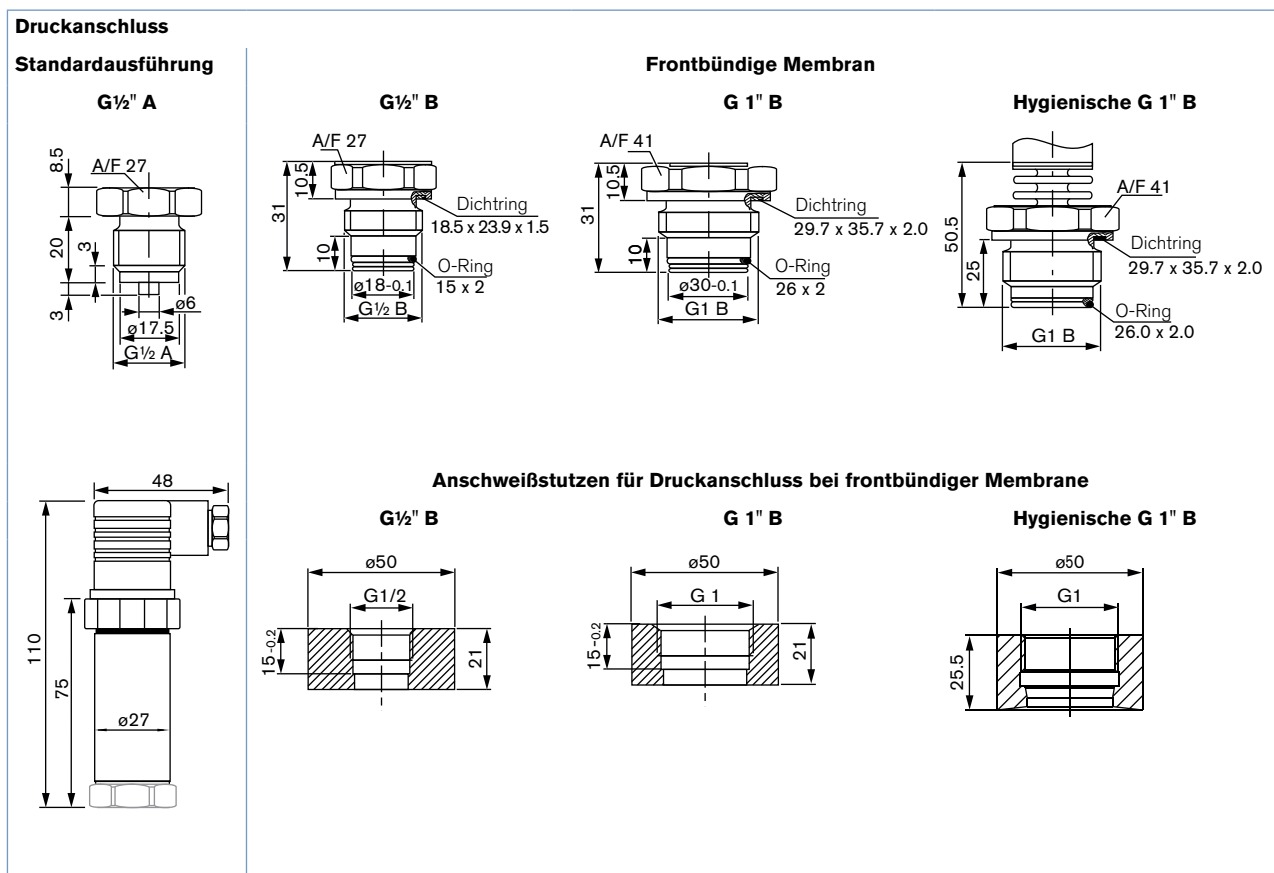 Druckanschluss
Standardausführung
Frontbündige Membran
G½" A
G½" B
G 1" B
Hygienische G 1" B
8.5
A/F 27
20
3
3
ø6
ø17.5
G½ A
A/F 27
10.5
31
10
Dichtring
18.5 x 23.9 x 1.5
O-Ring
15 x 2
ø18-0.1
G½ B
A/F 41
10.5
31
10
Dichtring
29.7 x 35.7 x 2.0
O-Ring
26 x 2
ø30-0.1
G1 B
A/F 41
50.5
25
Dichtring
29.7 x 35.7 x 2.0
O-Ring
26.0 x 2.0
G1 B
48
110
75
ø27
Anschweißstutzen für Druckanschluss bei frontbündiger Membrane
G½" B
G 1" B
Hygienische G 1" B
ø50
G1/2
15-0.2
21
ø50
G 1
15-0.2
21
ø50
G1
25.5